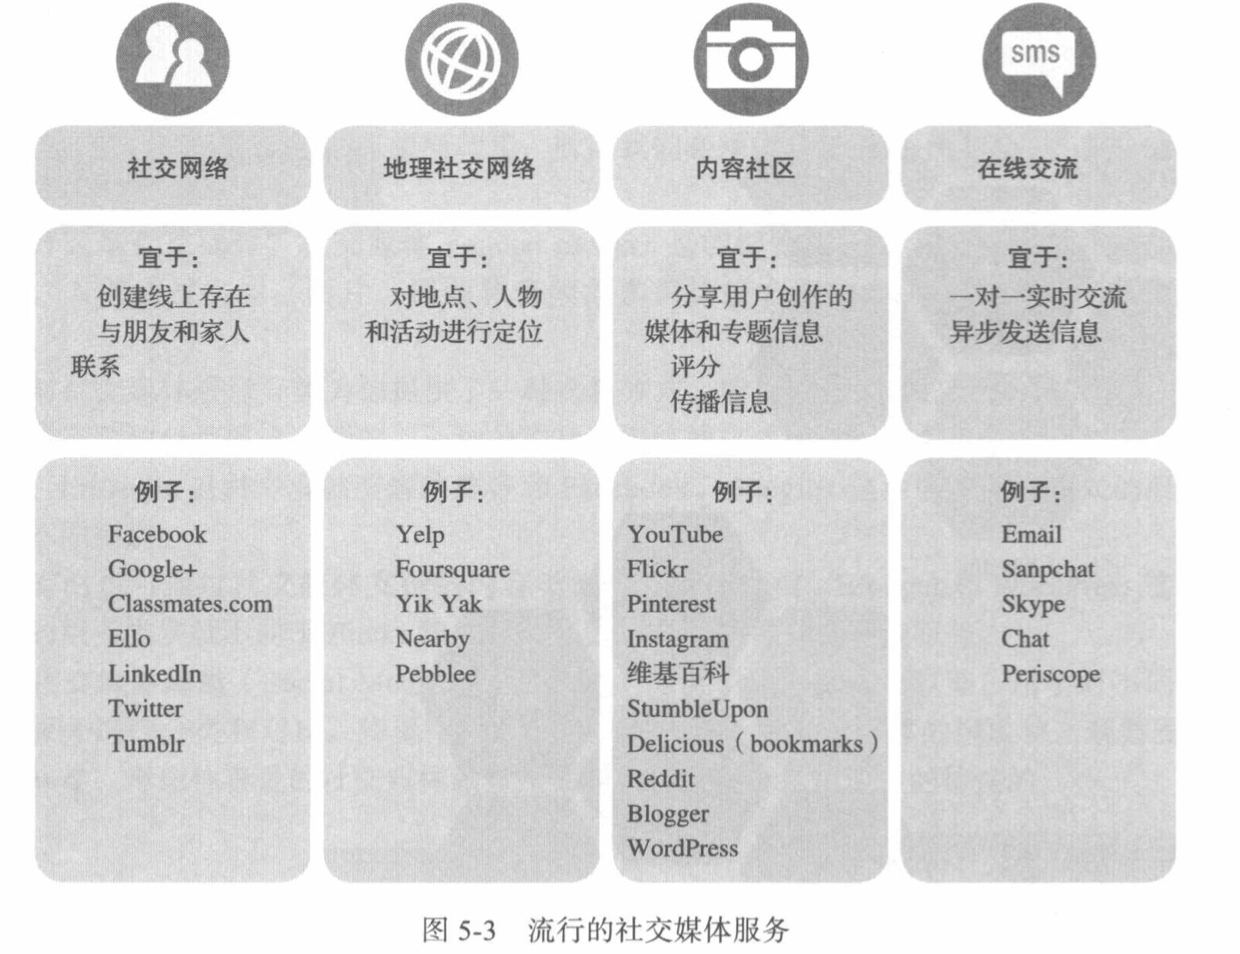 sms
社交网络
宜于：
创建线上存在
与朋友和家人
联系
例子：
Facebook
Google+
Classmates.com
Ello
LinkedIn
Twitter
Tumblr
地理社交网络
宜于：
对地点、人物
和活动进行定位
例子：
Yelp
Foursquare
Yik Yak
Nearby
Pebblee
内容社区
宜于：
分享用户创作的
媒体和专题信息
评分
传播信息
例子：
YouTube
Flickr
Pinterest
Instagram
维基百科
StumbleUpon
Delicious（bookmarks）
Reddit
Blogger
WordPress
在线交流
宜于：
一对一实时交流
异步发送信息
例子：
Email
Sanpchat
Skype
Chat
Periscope
图 5-3　流行的社交媒体服务